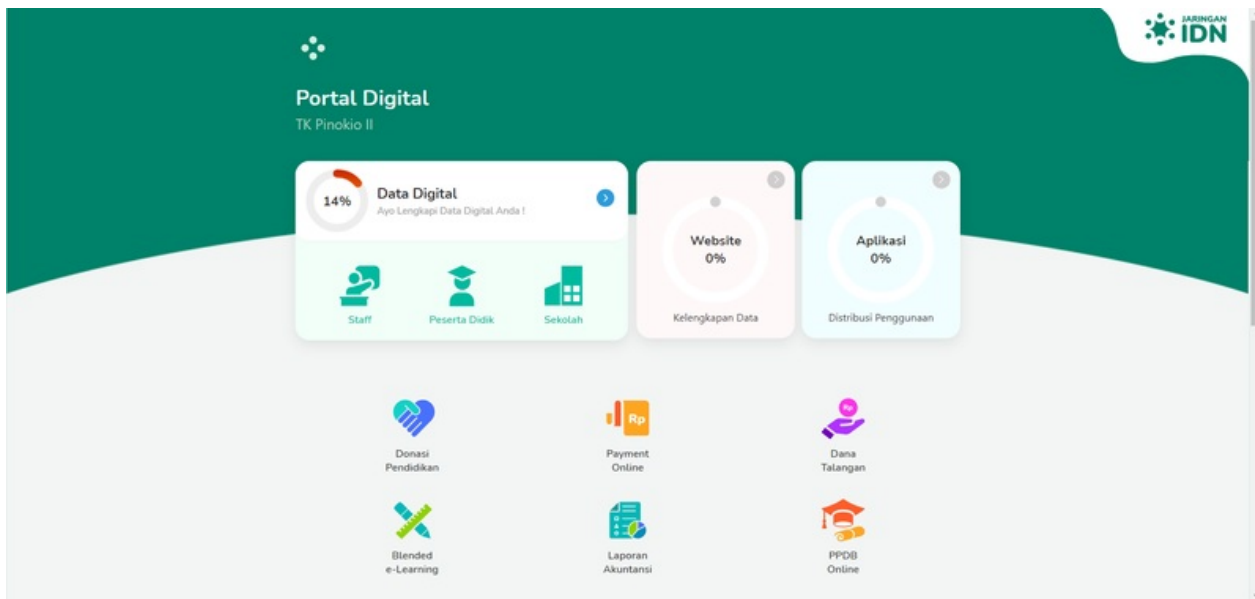 JARINGAN
IDN
Portal Digital
TK Pinokio II
14%
Data Digital
Ayo Lengkapi Data Digital Anda !
Staff
Peserta Didik
Sekolah
Website
0%
Kelengkapan Data
Aplikasi
0%
Distribusi Penggunaan
Donasi
Pendidikan
Rp
Payment
Online
Rp
Dana
Talangan
Blended
e-Learning
Laporan
Akuntansi
PPDB
Online